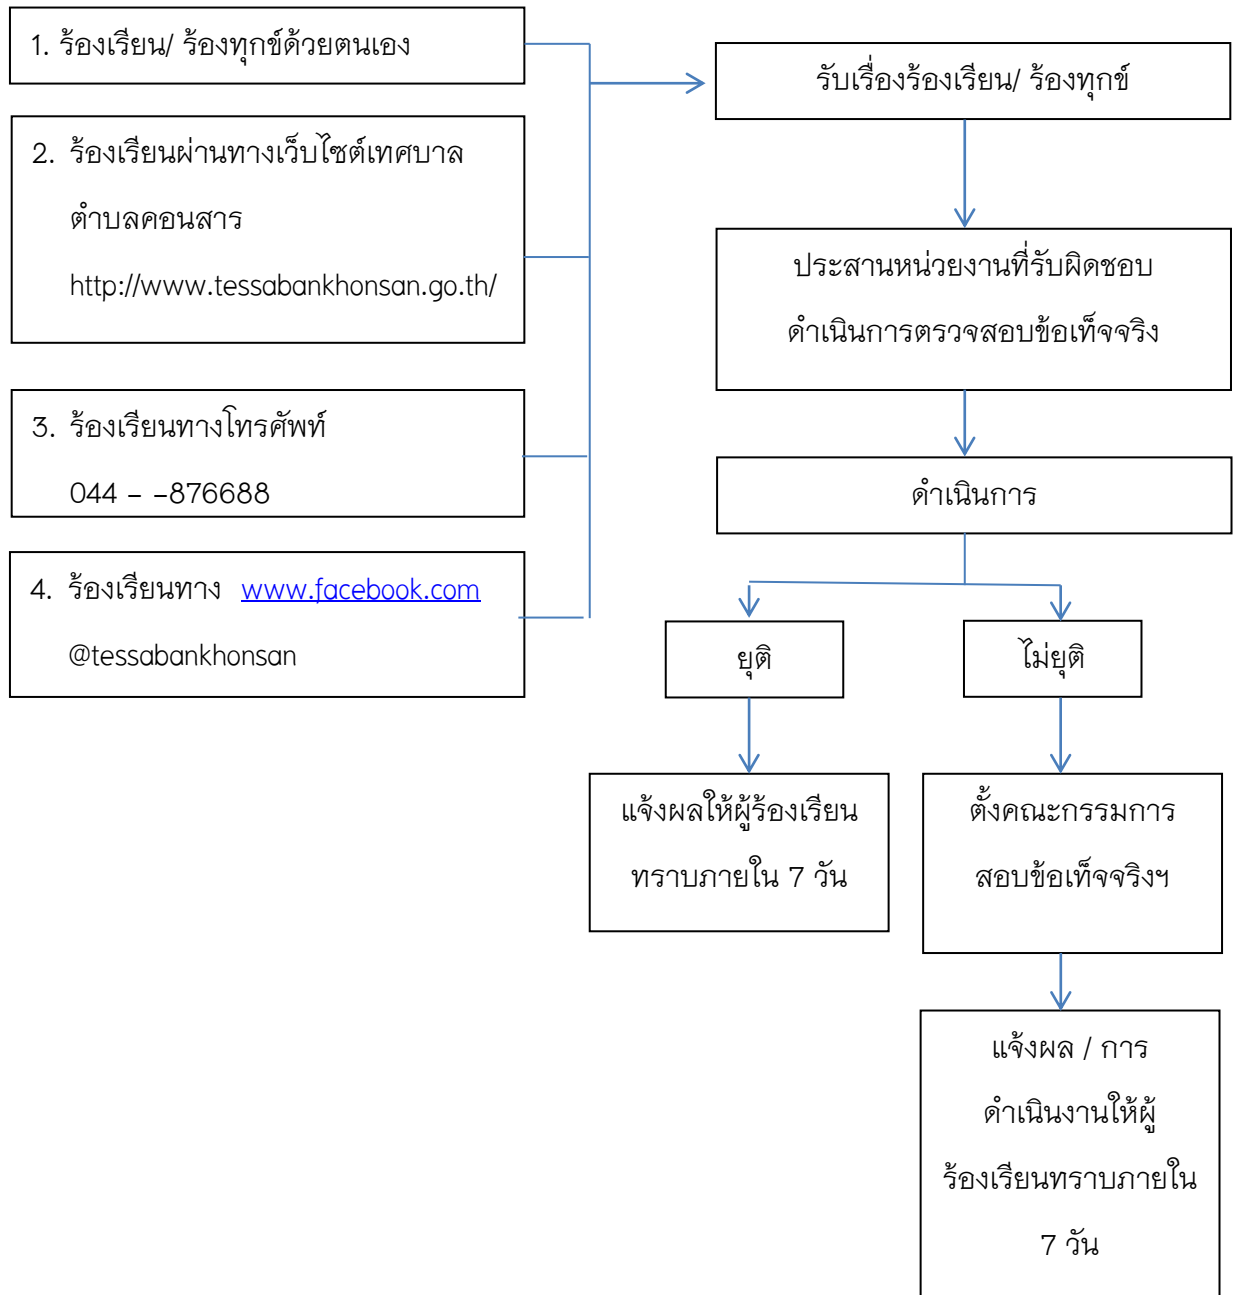 1. ร้องเรียน/ ร้องทุกข์ด้วยตนเอง
2. ร้องเรียนผ่านทางเว็บไซต์เทศบาล
ตำบลคอนสาร
http://www.tessabankhonsan.go.th/
3. ร้องเรียนทางโทรศัพท์
044 – –876688
4. ร้องเรียนทาง www.facebook.com
@tessabankhonsan
รับเรื่องร้องเรียน/ ร้องทุกข์
ประสานหน่วยงานที่รับผิดชอบ
ดำเนินการตรวจสอบข้อเท็จจริง
ดำเนินการ
ยุติ
ไม่ยุติ
แจ้งผลให้ผู้ร้องเรียน
ทราบภายใน 7 วัน
ตั้งคณะกรรมการ
สอบข้อเท็จจริงฯ
แจ้งผล / การ
ดำเนินงานให้ผู้
ร้องเรียนทราบภายใน
7 วัน